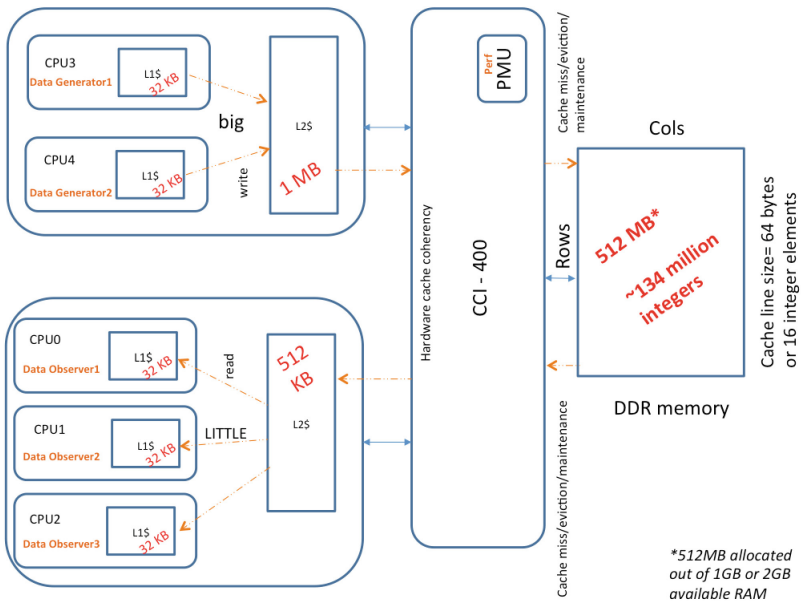 CPU3
Data Generator1
L1$
32 KB
CPU4
Data Generator2
L1$
32 KB
big
write
L2$
1 MB
CPU0
Data Observer1
L1$
32 KB
read
CPU1
Data Observer2
L1$
32 KB
LITTLE
CPU2
Data Observer3
L1$
32 KB
512
KB
L2$
Hardware cache coherency
CCI - 400
Perf
PMU
Cache miss/eviction/
maintenance
Cache miss/eviction/maintenance
Cols
Rows
512 MB*
~134 million
integers
DDR memory
Cache line size= 64 bytes
or 16 integer elements
*512MB allocated
out of 1GB or 2GB
available RAM